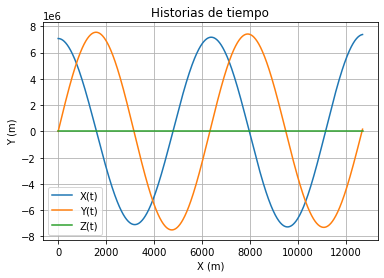 Historias de tiempo
1e6
8
6
4
2
0
−2
−4
−6
−8
Y (m)
X(t)
Y(t)
Z(t)
0 2000 4000 6000 8000 10000 12000
X (m)